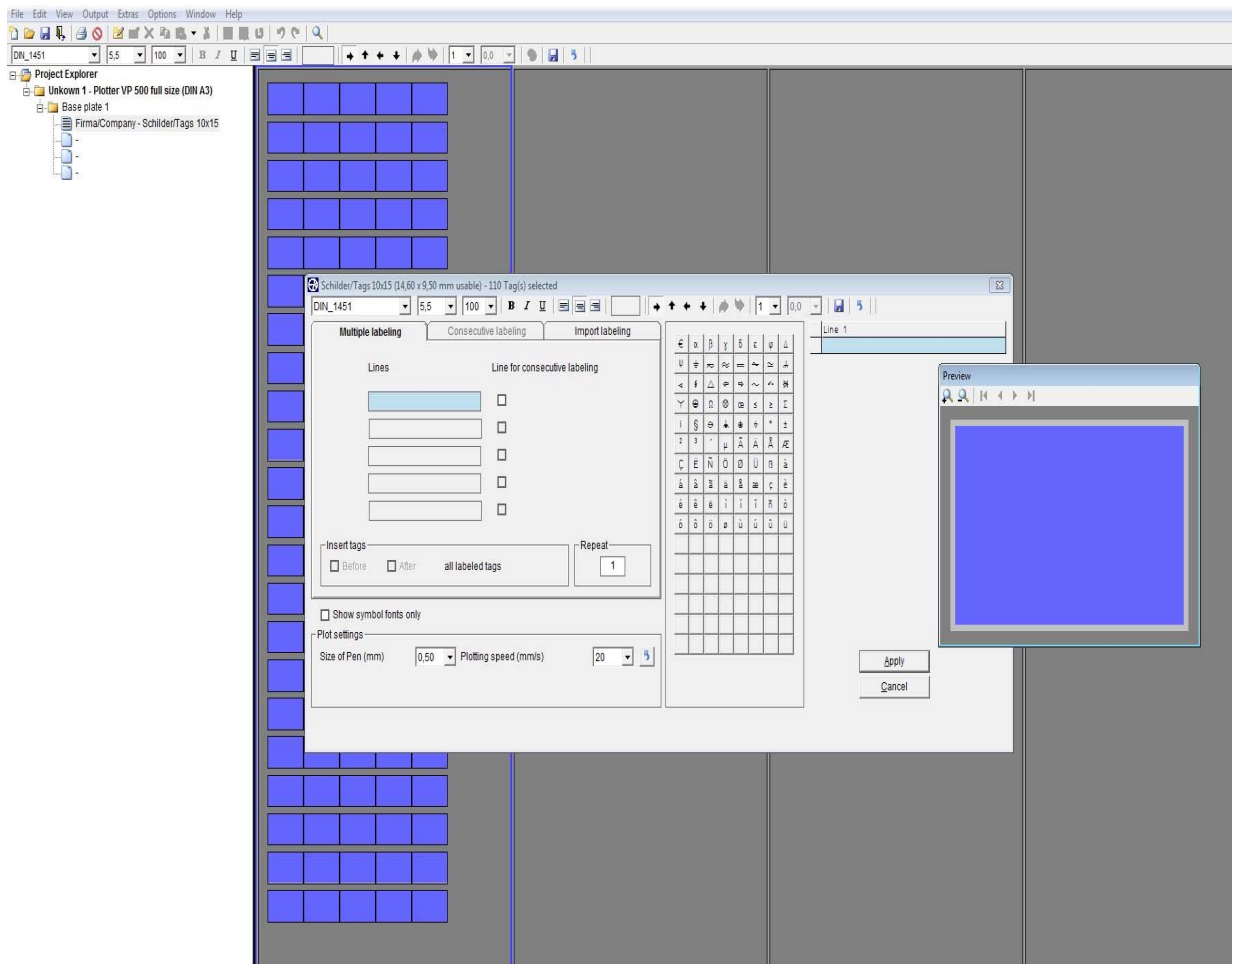 File Edit View Output Extras Options Window Help
DIN_1451 5,5 100 B I U 1 0,0
Project Explorer
Unkown 1 - Plotter VP 500 full size (DIN A3)
Base plate 1
Firma/Company - Schilder/Tags 10x15
-
-
-
Schilder/Tags 10x15 (14,60 x 9,50 mm usable) - 110 Tag(s) selected
DIN_1451 5,5 100 B I U 1 0,0
Multiple labeling Consecutive labeling Import labeling
Lines Line for consecutive labeling
Insert tags
Before After all labeled tags
Repeat
1
Show symbol fonts only
Plot settings
Size of Pen (mm) 0,50 Plotting speed (mm/s) 20
€ α β γ δ ε φ Δ
§
±
² ³ ´ µ Ã Ä Å Æ
Ç É Ñ Ö Ø Ü ß à
á â ã ä å æ ç è
é ê ë ì í î ñ ò
ó ô ö ø ù ú û ü
Line 1
Apply
Cancel
Preview